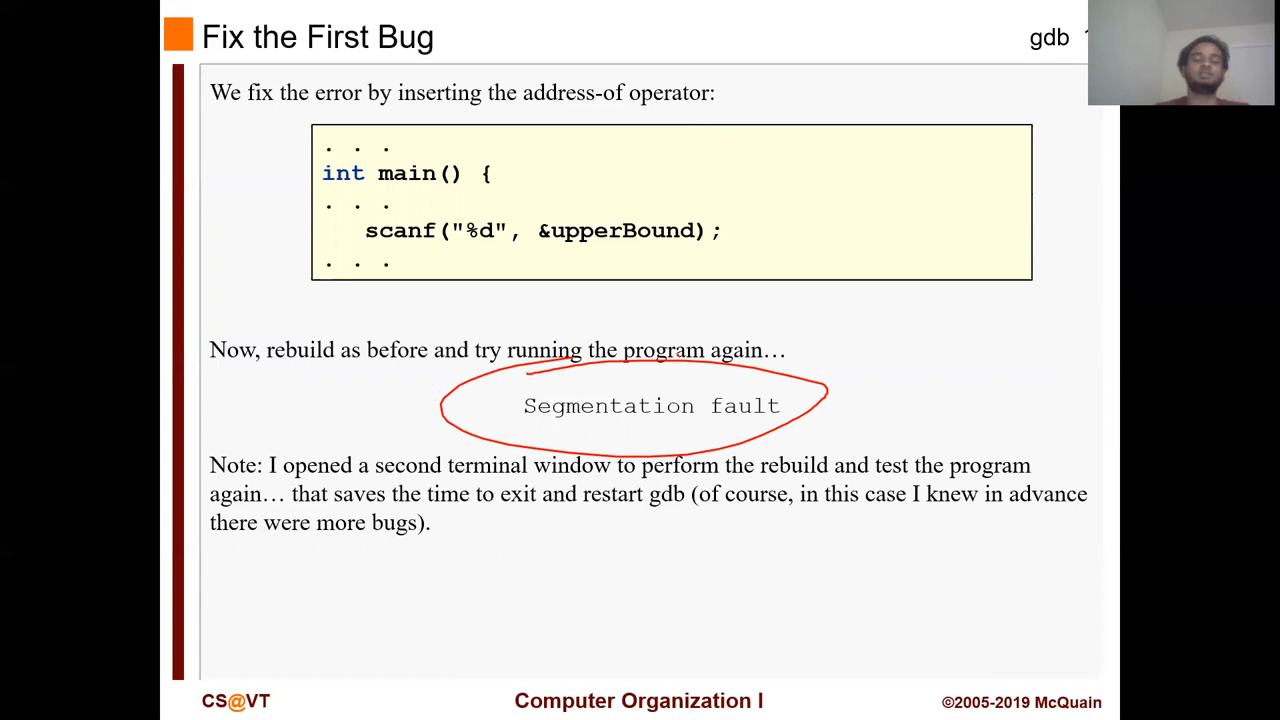 Fix the First Bug
gdb
We fix the error by inserting the address-of operator:
. . .
int main() {
. . .
scanf("%d", &upperBound);
. . .
Now, rebuild as before and try running the program again…
Segmentation fault
Note: I opened a second terminal window to perform the rebuild and test the program
again… that saves the time to exit and restart gdb (of course, in this case I knew in advance
there were more bugs).
CS@VT
Computer Organization I
©2005-2019 McQuain